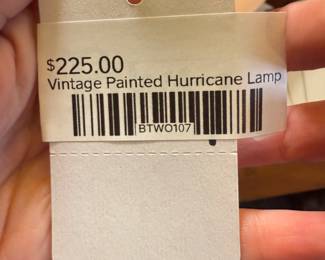 $225.00
Vintage Painted Hurricane Lamp
BTWO107